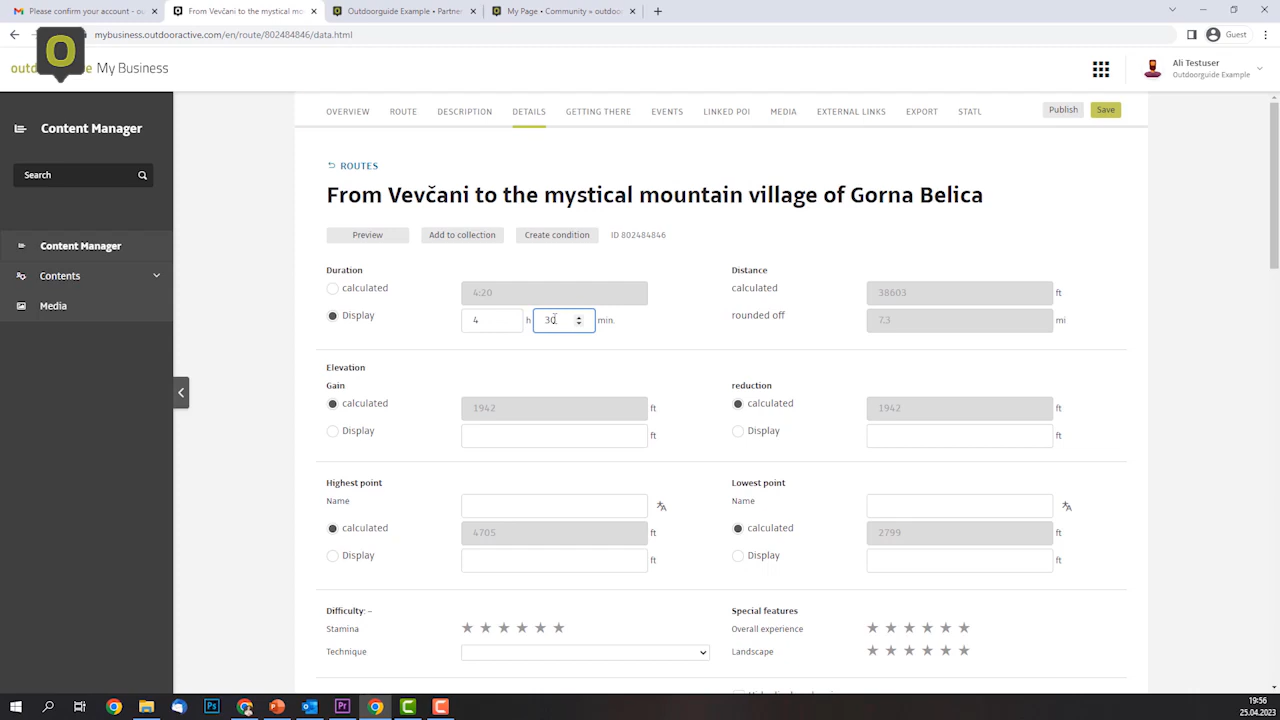 Please confirm your account - ou
From Vevčani to the mystical mo
Outdoorguide Example • Partner
My Page • Community » outdoor
mybusiness.outdooractive.com/en/route/802484846/data.html
Guest
My Business
Ali Testuser
Outdoorguide Example
Content Manager
Search
Content Manager
Contents
Media
OVERVIEW ROUTE DESCRIPTION DETAILS GETTING THERE EVENTS LINKED POI MEDIA EXTERNAL LINKS EXPORT STATI
Publish
Save
ROUTES
From Vevčani to the mystical mountain village of Gorna Belica
Preview Add to collection Create condition ID 802484846
Duration Distance
calculated 4:20 calculated 38603 ft
Display 4 h 30 min. rounded off 7.3 mi
Elevation
Gain reduction
calculated 1942 ft calculated 1942 ft
Display ft Display ft
Highest point Lowest point
Name Name
calculated 4705 ft calculated 2799 ft
Display ft Display ft
Difficulty: – Special features
Stamina Overall experience
Technique Landscape
19:56
25.04.2023